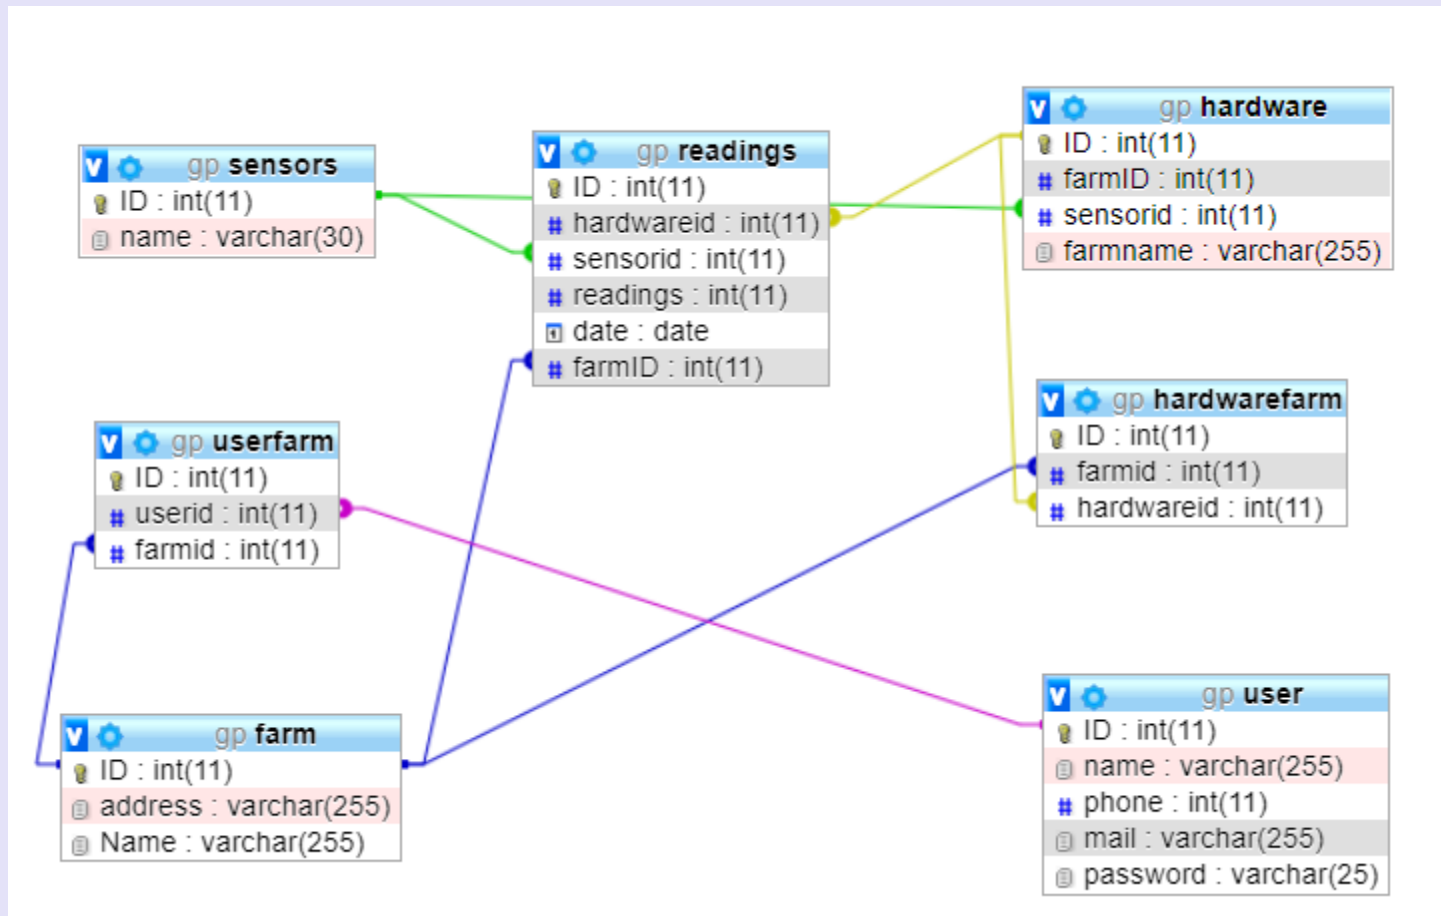 gp sensors
ID : int(11)
name : varchar(30)
gp readings
ID : int(11)
hardwareid : int(11)
sensorid : int(11)
readings : int(11)
date : date
farmID : int(11)
gp hardware
ID : int(11)
farmID : int(11)
sensorid : int(11)
farmname : varchar(255)
gp userfarm
ID : int(11)
userid : int(11)
farmid : int(11)
gp hardwarefarm
ID : int(11)
farmid : int(11)
hardwareid : int(11)
gp farm
ID : int(11)
address : varchar(255)
Name : varchar(255)
gp user
ID : int(11)
name : varchar(255)
phone : int(11)
mail : varchar(255)
password : varchar(25)